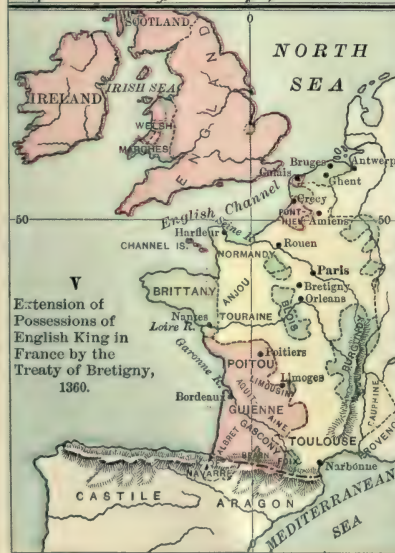 SCOTLAND
0
NORTH
SEA
IRELAND
IRISH SEA
ENGLAND
WELSH
MARCHES
Bruges
Antwerp
Calais
Ghent
English Channel
Crecy
PONT
HIEU
Amiens
50
50
Seine R.
Harfleur
CHANNEL IS.
Rouen
NORMANDY
V
Extension of
Possessions of
English King in
France by the
Treaty of Bretigny,
1360.
Paris
BRITTANY
ANJOU
Bretigny
Orleans
BLOIS
TOURAINE
Nantes
Loire R.
BURGUNDY
Garonne R.
Poitiers
POITOU
Limoges
LIMOUSIN
Bordeaux
AQUITAINE
GUIENNE
DAUPHINE
PROVENCE
ALBRET
GASCONY
TOULOUSE
BEARN
FOIX
Narbonne
NAVARRE
CASTILE
ARAGON
MEDITERRANEAN
SEA